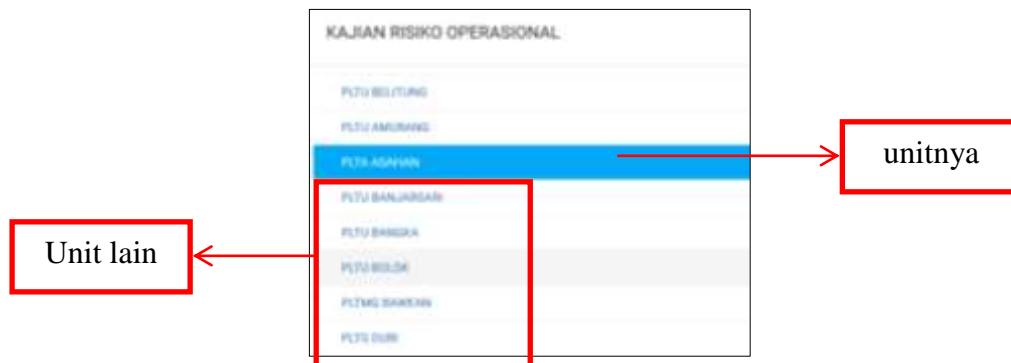 KAJIAN RISIKO OPERASIONAL
PLTU BELITUNG
PLTU AMURANG
PLTA ASAHAN
unitnya
PLTU BANJARSARI
PLTU BANGKA
Unit lain
PLTU BOLOK
PLTMG BAWEAN
PLTG DURI